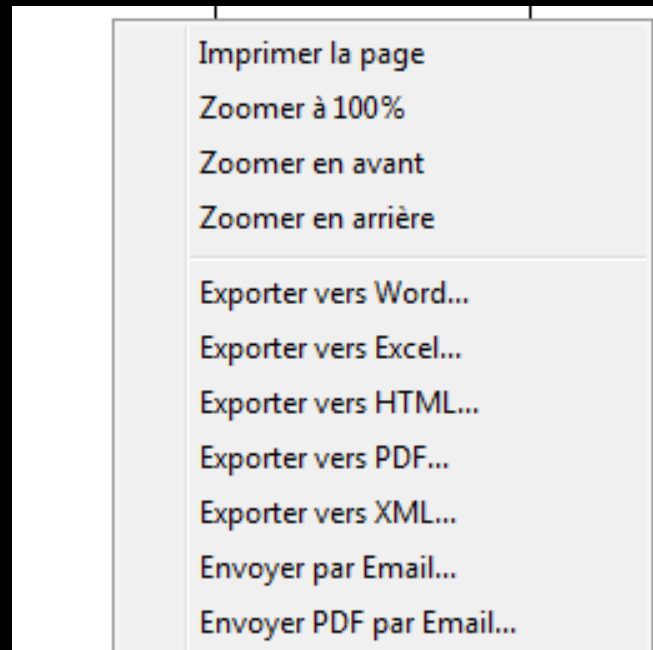 Imprimer la page
Zoomer à 100%
Zoomer en avant
Zoomer en arrière
Exporter vers Word...
Exporter vers Excel...
Exporter vers HTML...
Exporter vers PDF...
Exporter vers XML...
Envoyer par Email...
Envoyer PDF par Email...